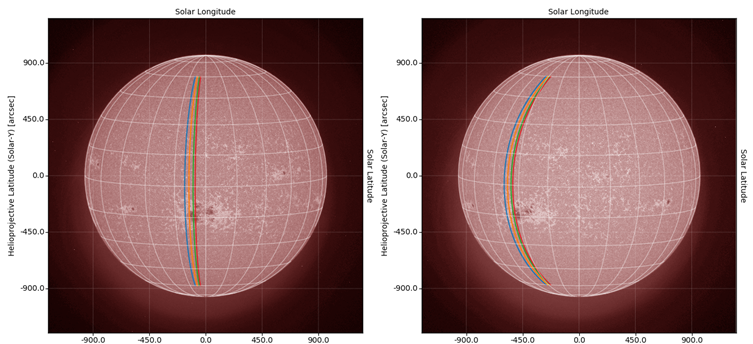 Solar Longitude
900.0
450.0
0.0
-450.0
-900.0
Helioprojective Latitude (Solar-Y) [arcsec]
Solar Latitude
-900.0 -450.0 0.0 450.0 900.0
Solar Longitude
900.0
450.0
0.0
-450.0
-900.0
Helioprojective Latitude (Solar-Y) [arcsec]
Solar Latitude
-900.0 -450.0 0.0 450.0 900.0